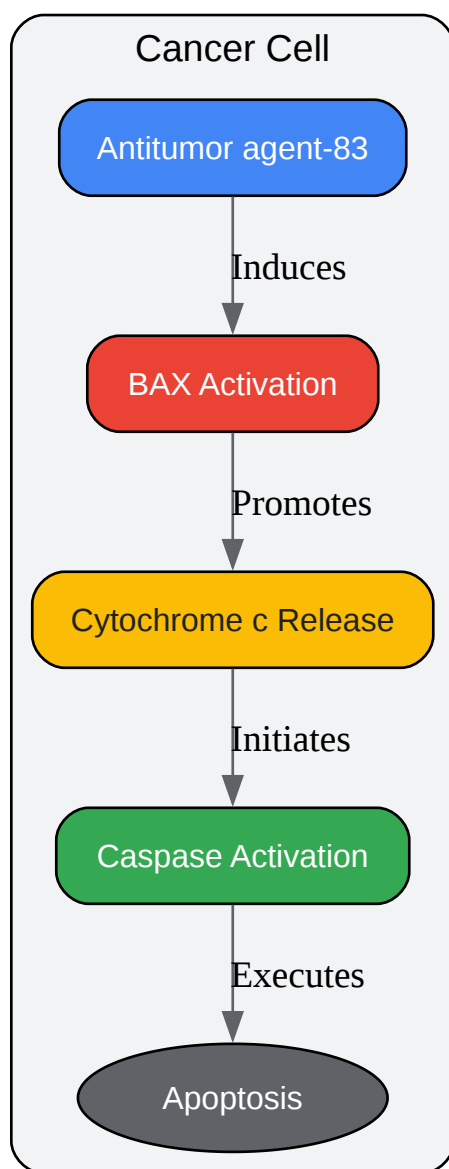 Cancer Cell
Antitumor agent-83
Induces
BAX Activation
Promotes
Cytochrome c Release
Initiates
Caspase Activation
Executes
Apoptosis